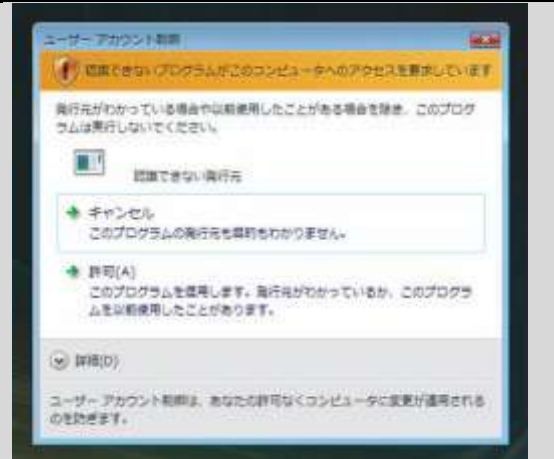 ユーザー アカウント制御
認識できないプログラムがこのコンピュータへのアクセスを要求しています
発行元がわかっている場合や以前使用したことがある場合を除き、このプログ
ラムは実行しないでください。
認識できない発行元
キャンセル
このプログラムの発行元も目的もわかりません。
許可(A)
このプログラムを信用します。発行元がわかっているか、このプログラ
ムを以前使用したことがあります。
詳細(D)
ユーザー アカウント制御は、あなたの許可なくコンピュータに変更が適用される
のを防ぎます。